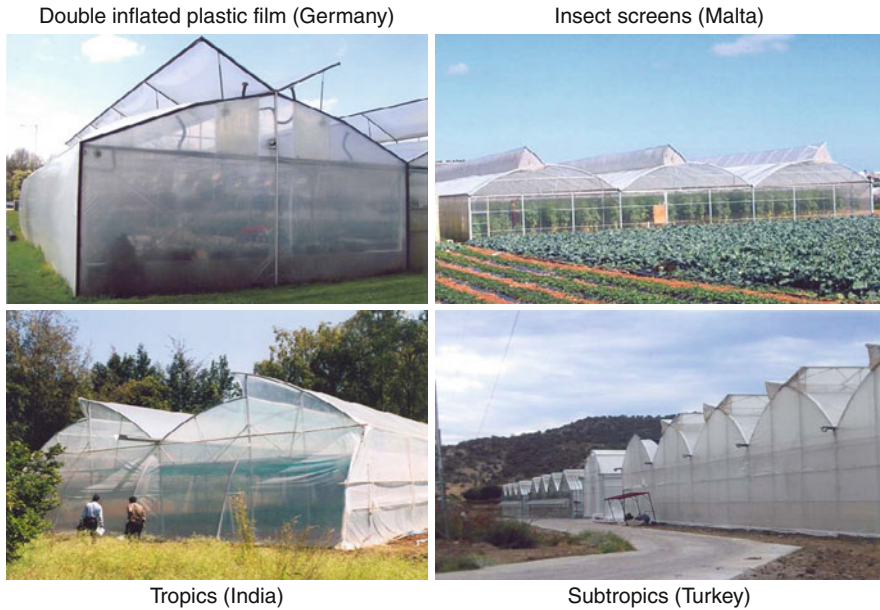 Double inflated plastic film (Germany)
Insect screens (Malta)
Tropics (India)
Subtropics (Turkey)